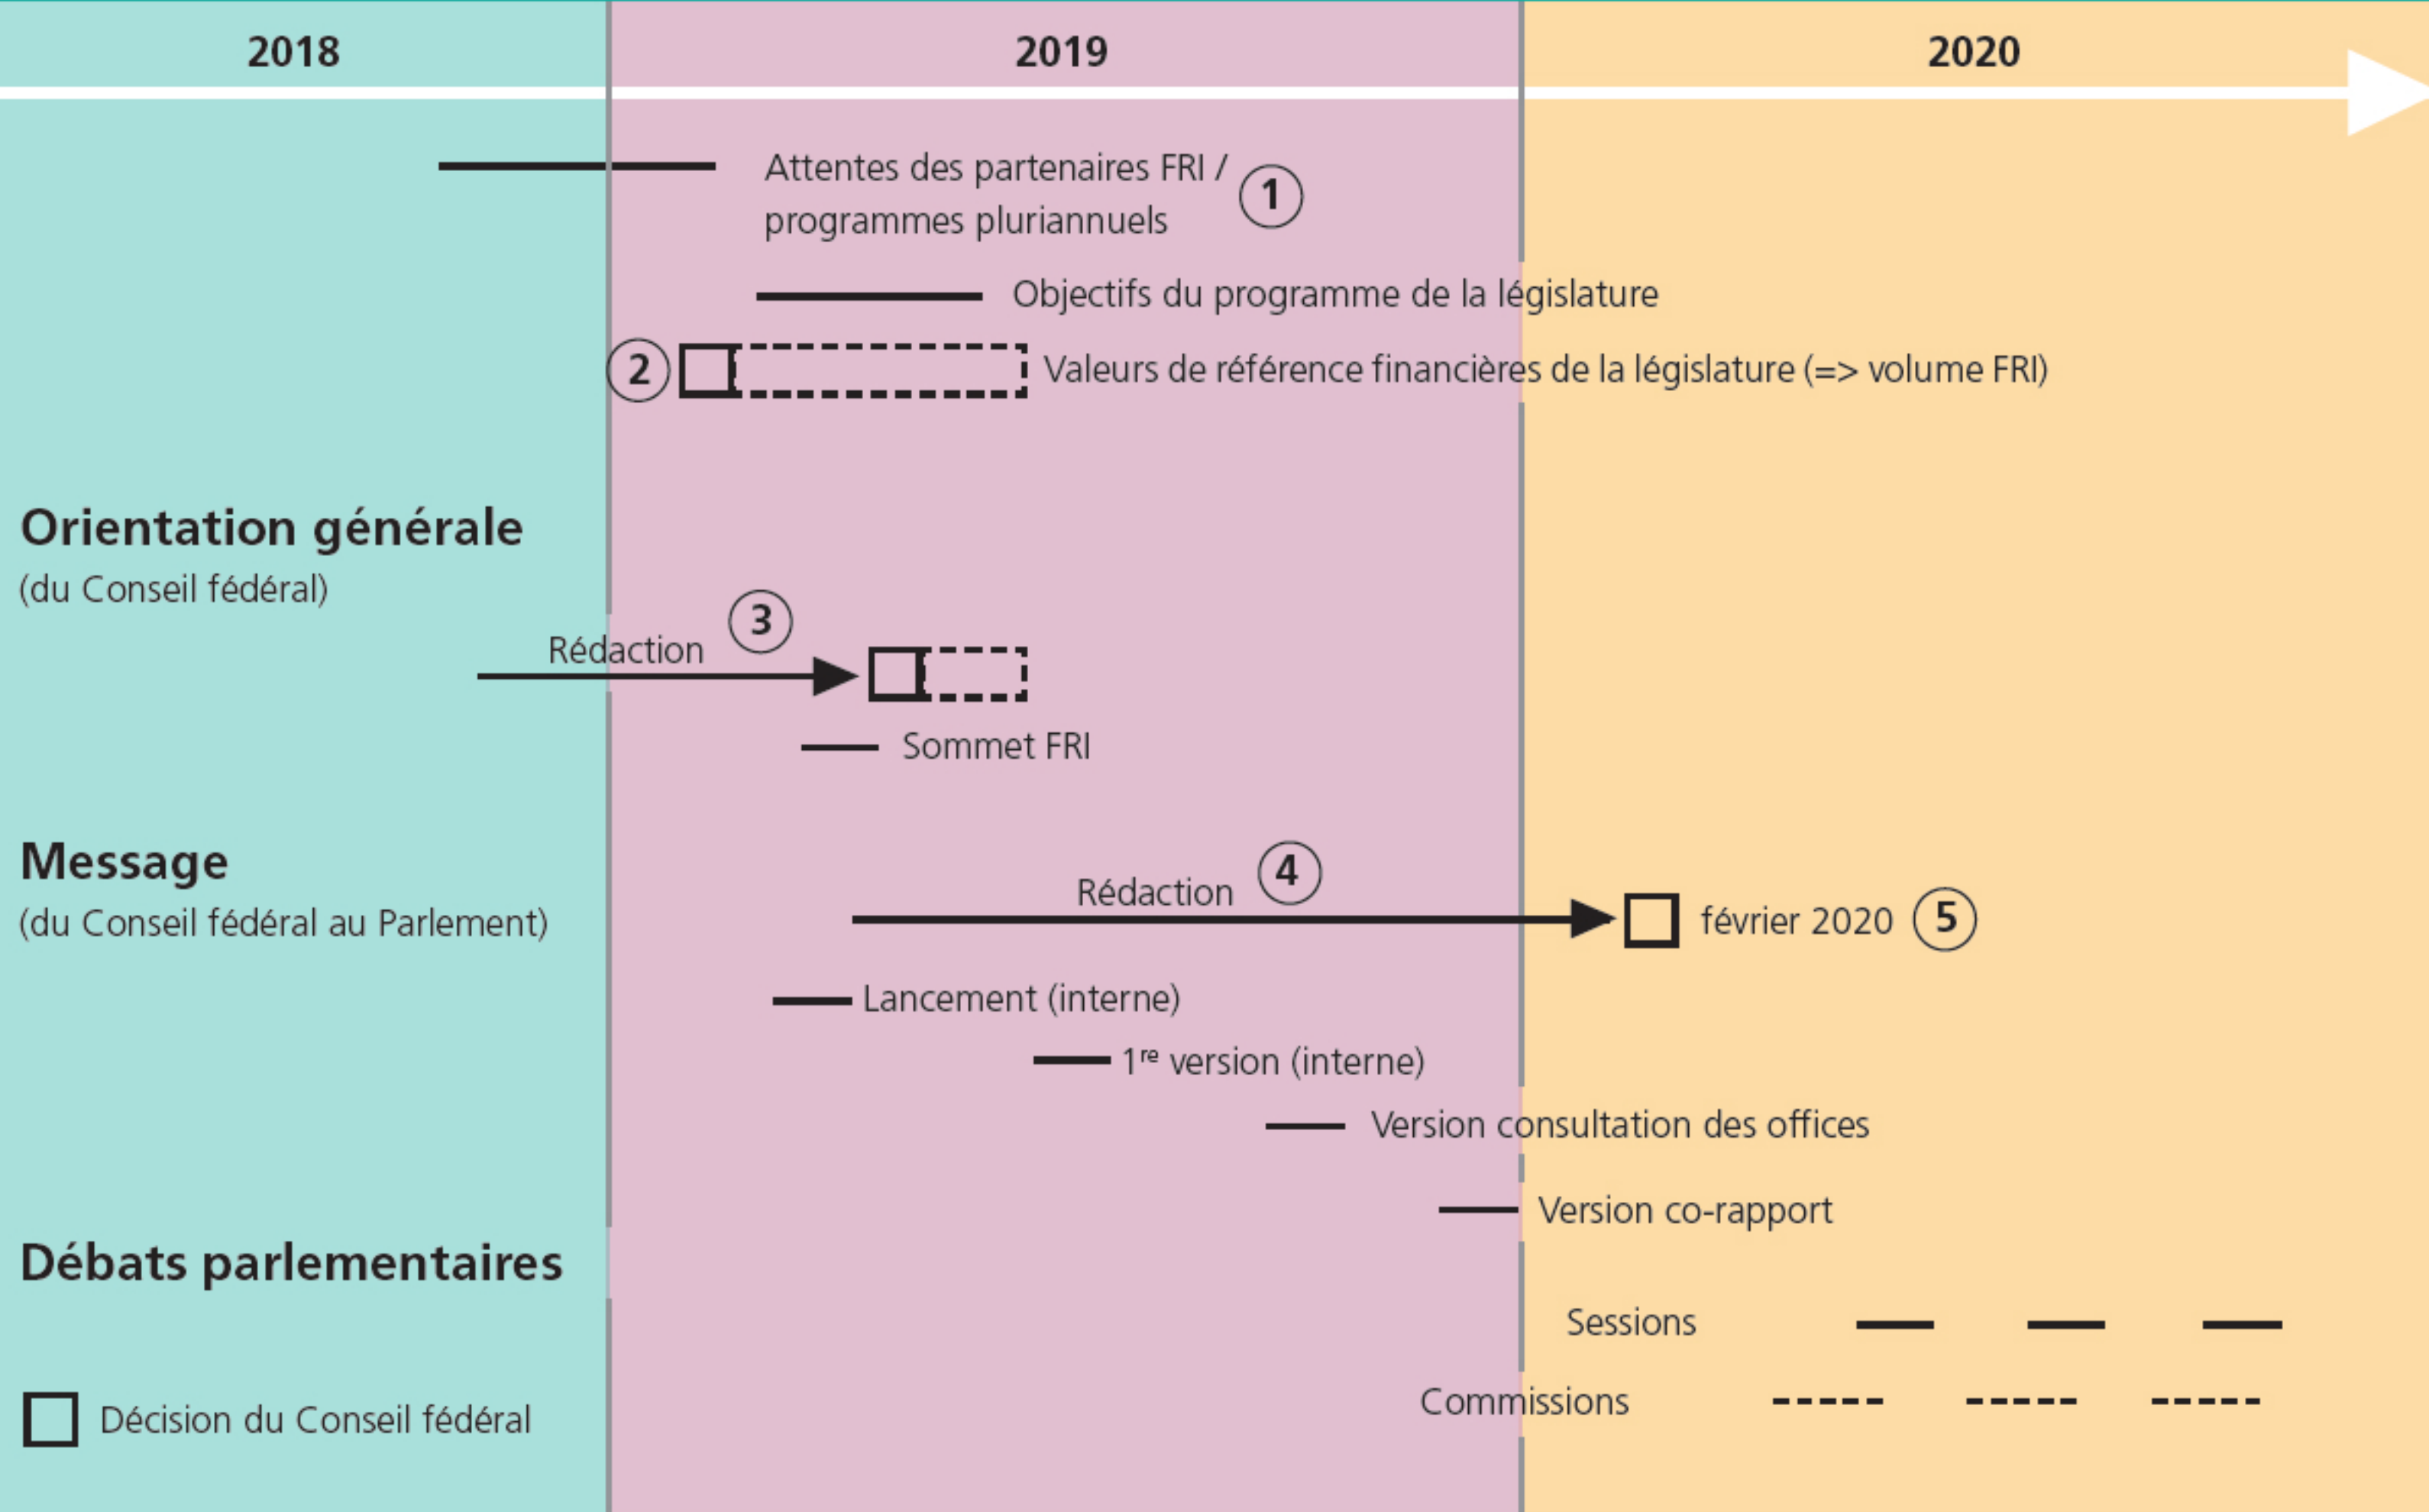 2018
2019
2020
Attentes des partenaires FRI /
programmes pluriannuels
1
Objectifs du programme de la législature
2
Valeurs de référence financières de la législature (=> volume FRI)
Orientation générale
(du Conseil fédéral)
3
Rédaction
Sommet FRI
Message
(du Conseil fédéral au Parlement)
Rédaction
4
février 2020
5
Lancement (interne)
1re version (interne)
Version consultation des offices
Version co-rapport
Débats parlementaires
Sessions
Commissions
Décision du Conseil fédéral